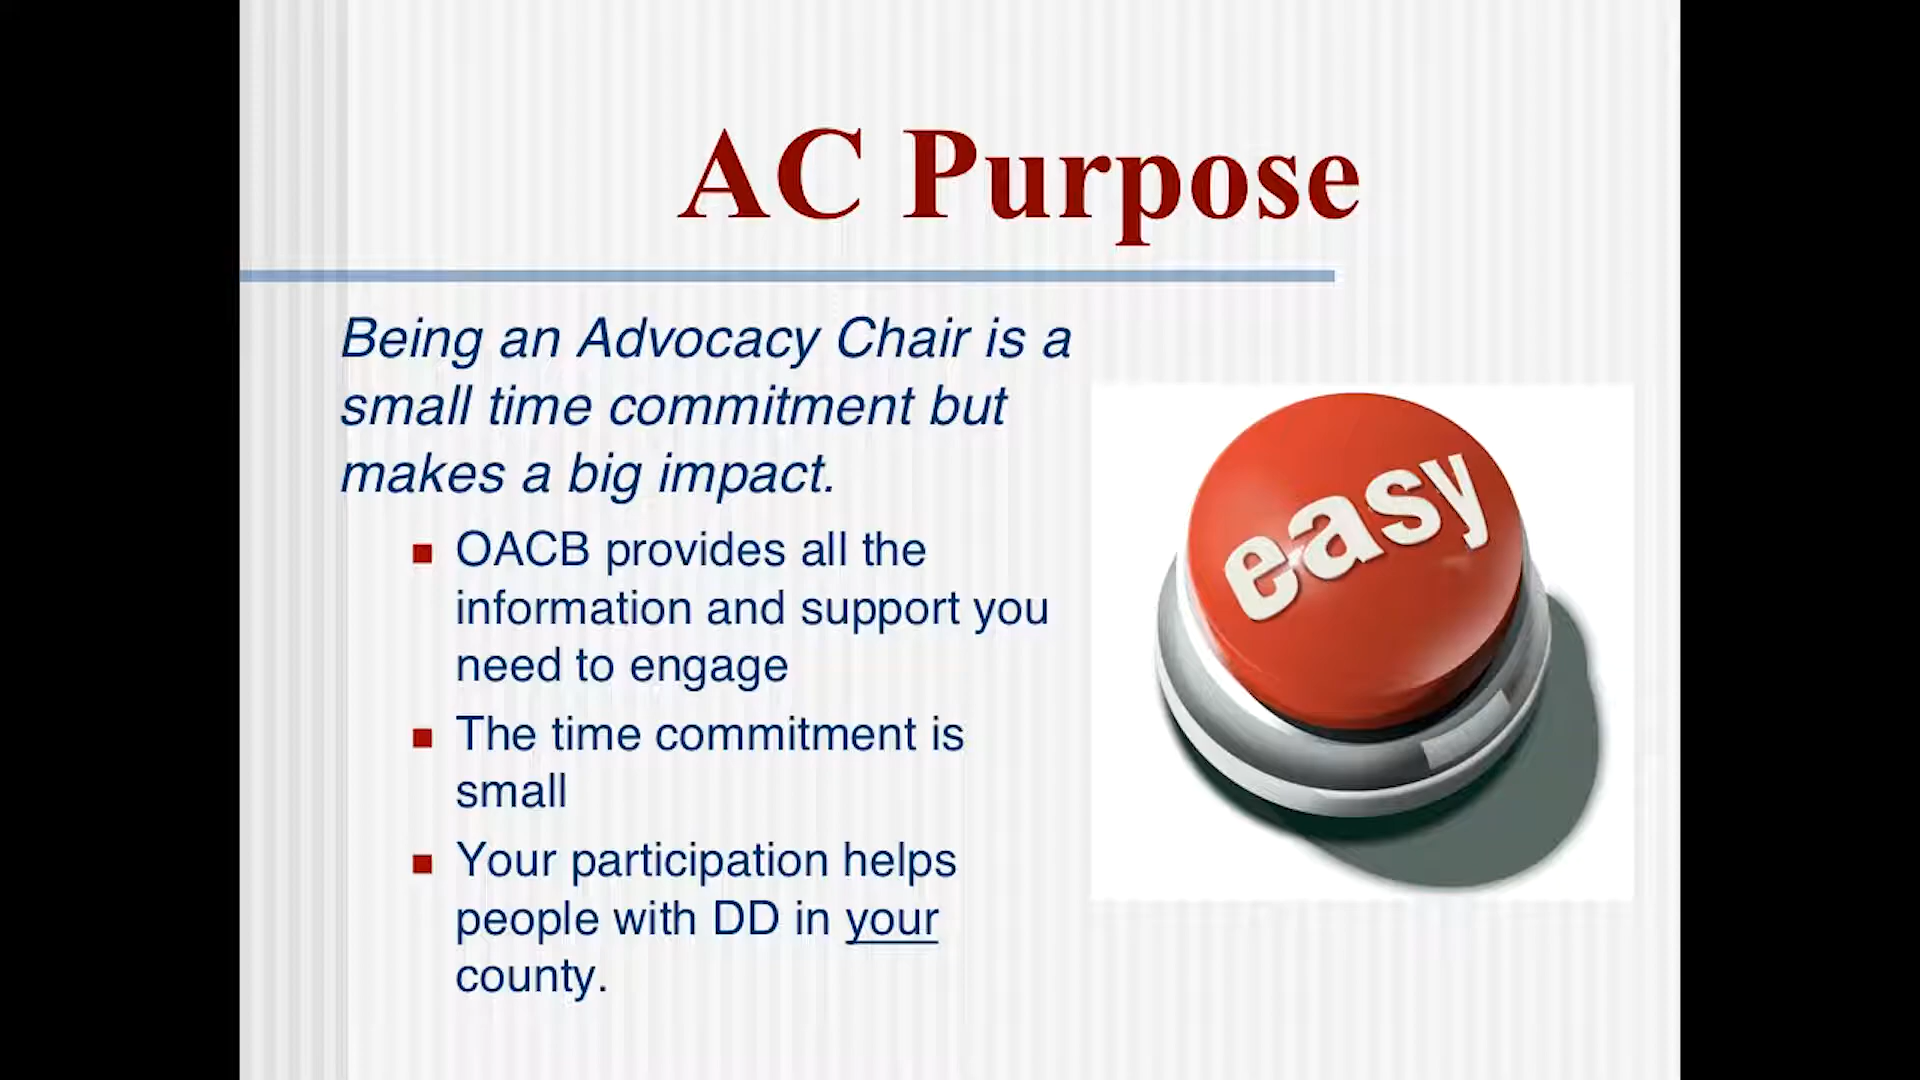 AC Purpose
Being an Advocacy Chair is a
small time commitment but
makes a big impact.
OACB provides all the
information and support you
need to engage
The time commitment is
small
Your participation helps
people with DD in your
county.
easy